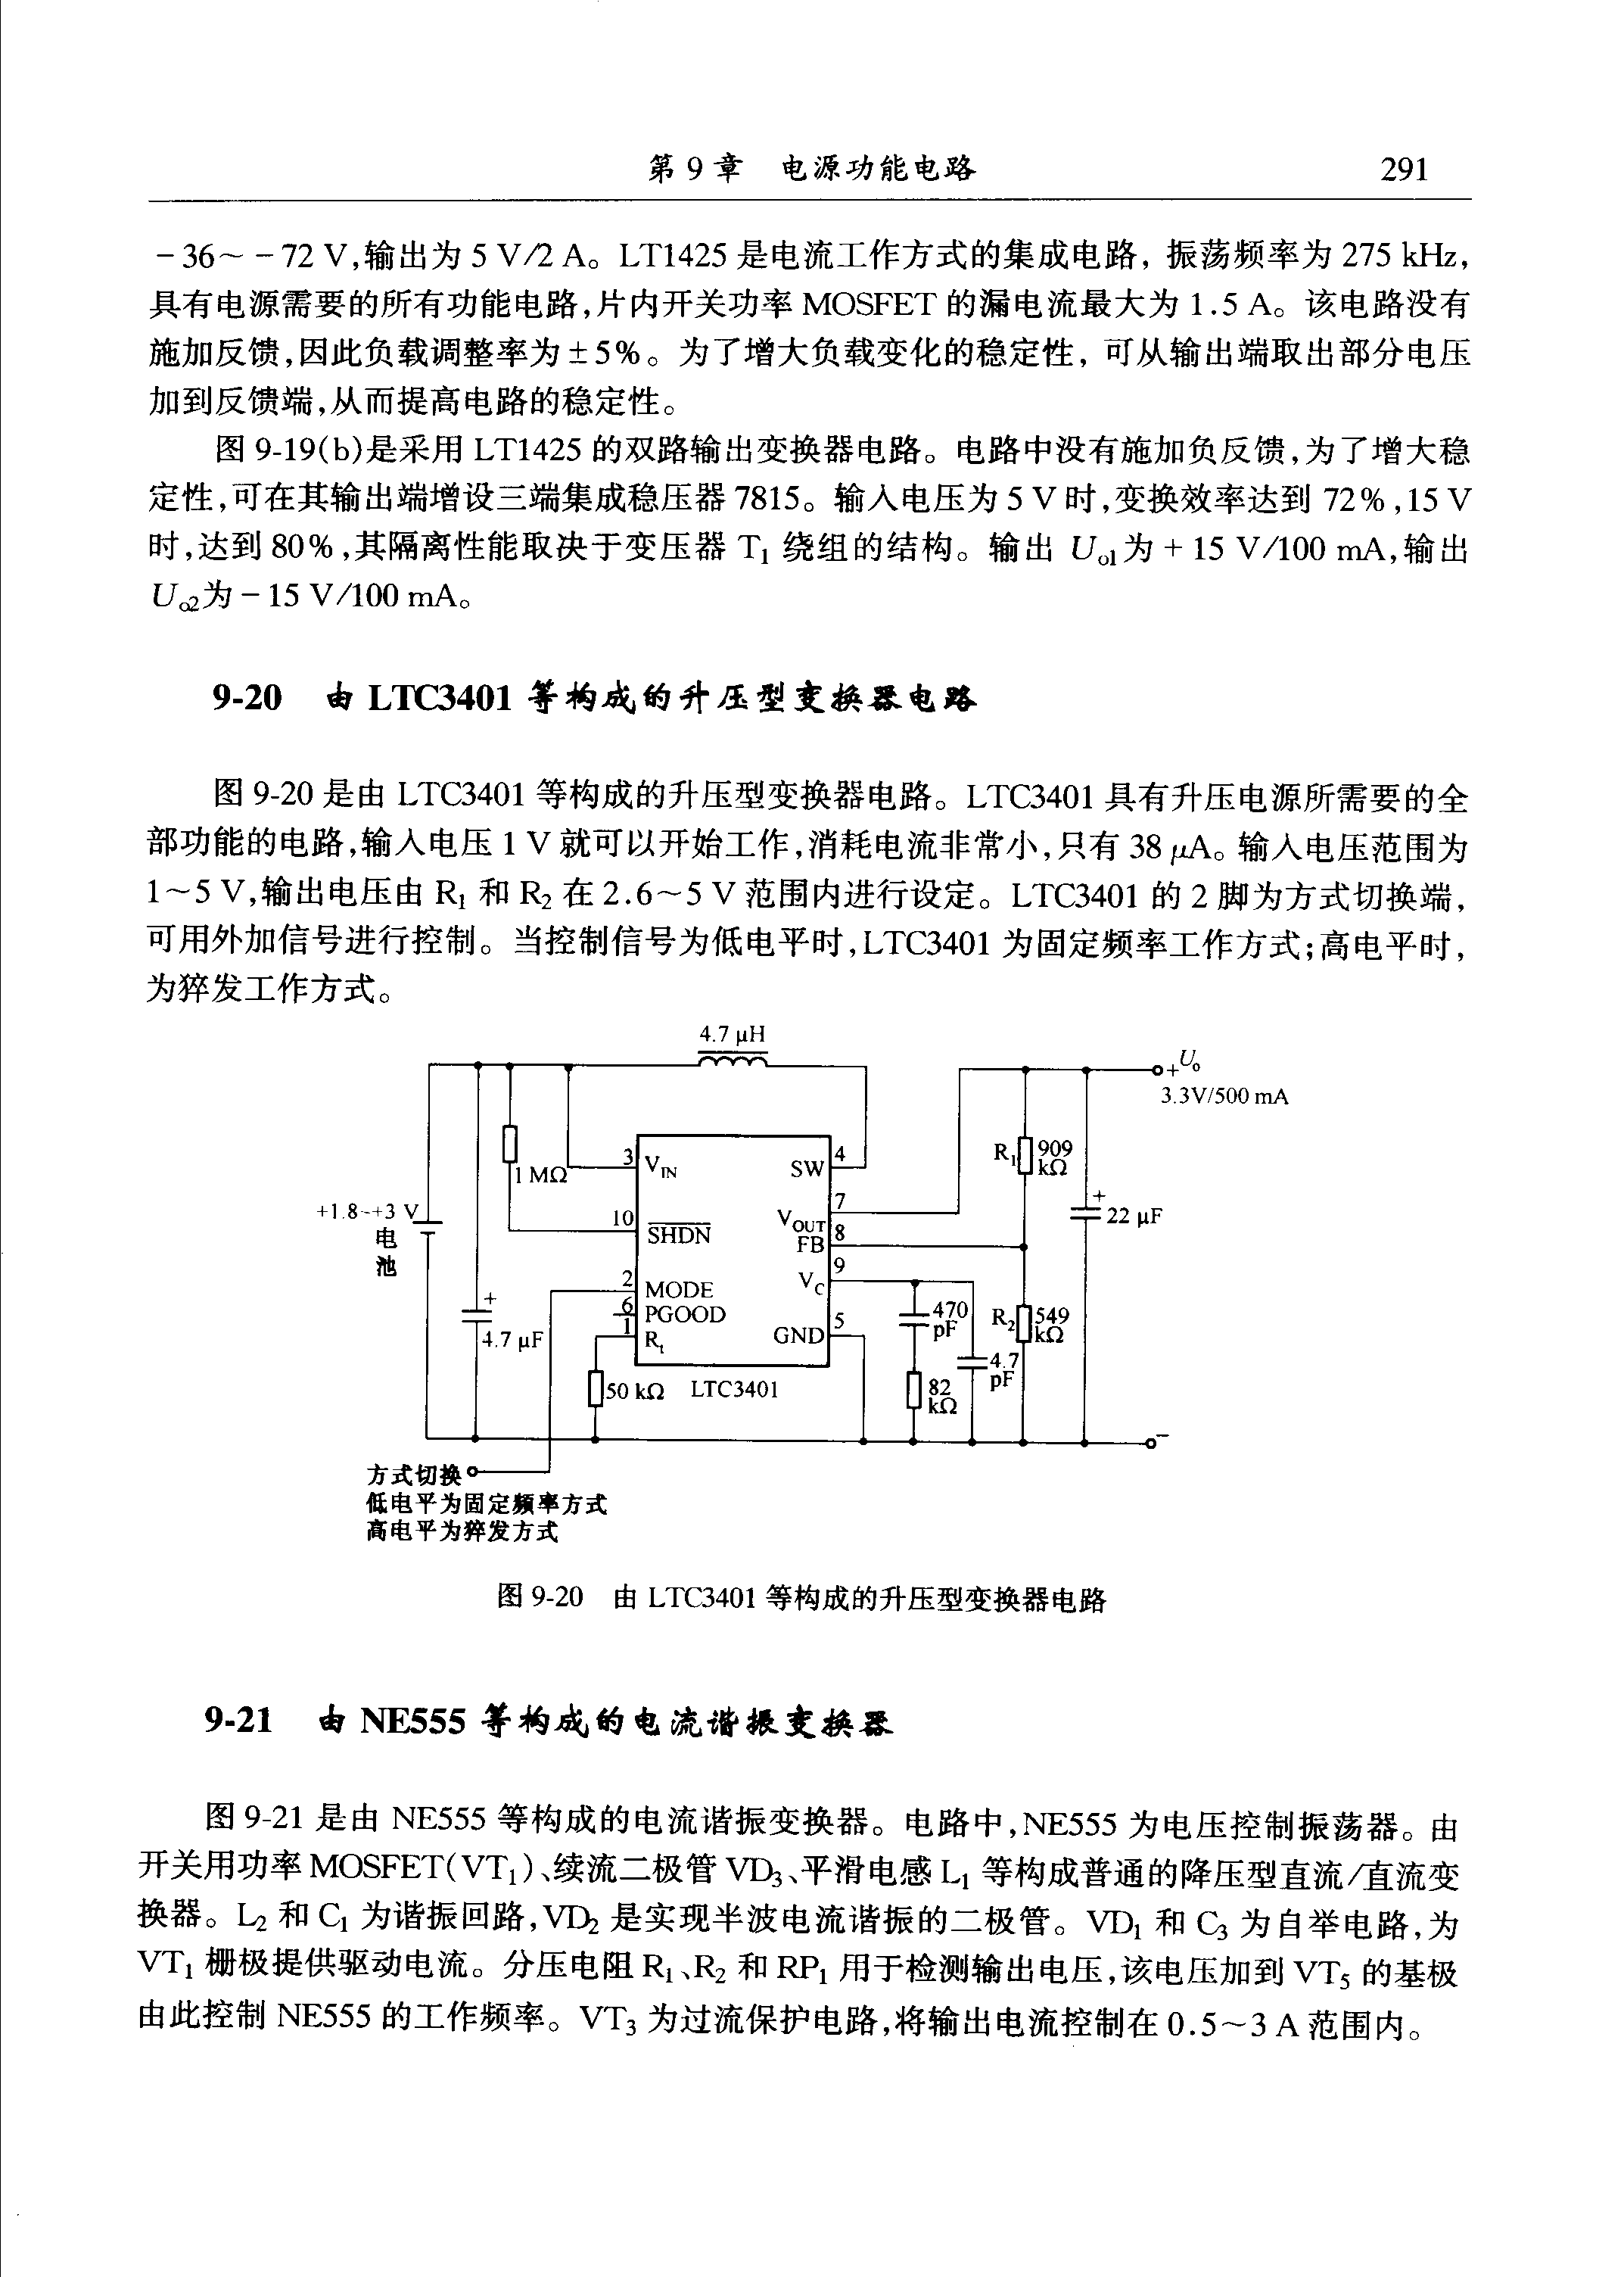 第9章 电源功能电路 291
－36～－72 V,输出为 5 V/2 A。LT1425 是电流工作方式的集成电路, 振荡频率为 275 kHz,
具有电源需要的所有功能电路,片内开关功率 MOSFET 的漏电流最大为 1.5 A。该电路没有
施加反馈,因此负载调整率为±5%。为了增大负载变化的稳定性, 可从输出端取出部分电压
加到反馈端,从而提高电路的稳定性。
图 9-19(b)是采用 LT1425 的双路输出变换器电路。电路中没有施加负反馈,为了增大稳
定性,可在其输出端增设三端集成稳压器 7815。输入电压为 5 V 时,变换效率达到 72%,15 V
时,达到 80%,其隔离性能取决于变压器 T₁ 绕组的结构。输出 Uₒ₁为＋15 V/100 mA,输出
Uₒ₂为－15 V/100 mA。
9-20 由 LTC3401 等构成的升压型变换器电路
图 9-20 是由 LTC3401 等构成的升压型变换器电路。LTC3401 具有升压电源所需要的全
部功能的电路,输入电压 1 V 就可以开始工作,消耗电流非常小,只有 38 μA。输入电压范围为
1～5 V,输出电压由 R₁ 和 R₂ 在 2.6～5 V 范围内进行设定。LTC3401 的 2 脚为方式切换端,
可用外加信号进行控制。当控制信号为低电平时,LTC3401 为固定频率工作方式;高电平时,
为猝发工作方式。
4.7 μH
+Uₒ
3.3V/500 mA
R₁ 909 kΩ
1 MΩ
3 V_IN SW 4
+1.8~+3 V
电
池
10 SHDN
V_OUT 7
FB 8
+
22 μF
2 MODE V_C 9
6 PGOOD
1 Rₜ GND 5
+
4.7 μF
470 pF
R₂ 549 kΩ
4.7 pF
50 kΩ LTC3401
82 kΩ
-
方式切换
低电平为固定频率方式
高电平为猝发方式
图 9-20 由 LTC3401 等构成的升压型变换器电路
9-21 由 NE555 等构成的电流谐振变换器
图 9-21 是由 NE555 等构成的电流谐振变换器。电路中,NE555 为电压控制振荡器。由
开关用功率 MOSFET(VT₁)、续流二极管 VD₃、平滑电感 L₁ 等构成普通的降压型直流/直流变
换器。L₂ 和 C₁ 为谐振回路,VD₂ 是实现半波电流谐振的二极管。VD₁ 和 C₃ 为自举电路,为
VT₁ 栅极提供驱动电流。分压电阻 R₁、R₂ 和 RP₁ 用于检测输出电压,该电压加到 VT₅ 的基极
由此控制 NE555 的工作频率。VT₃ 为过流保护电路,将输出电流控制在 0.5～3 A 范围内。